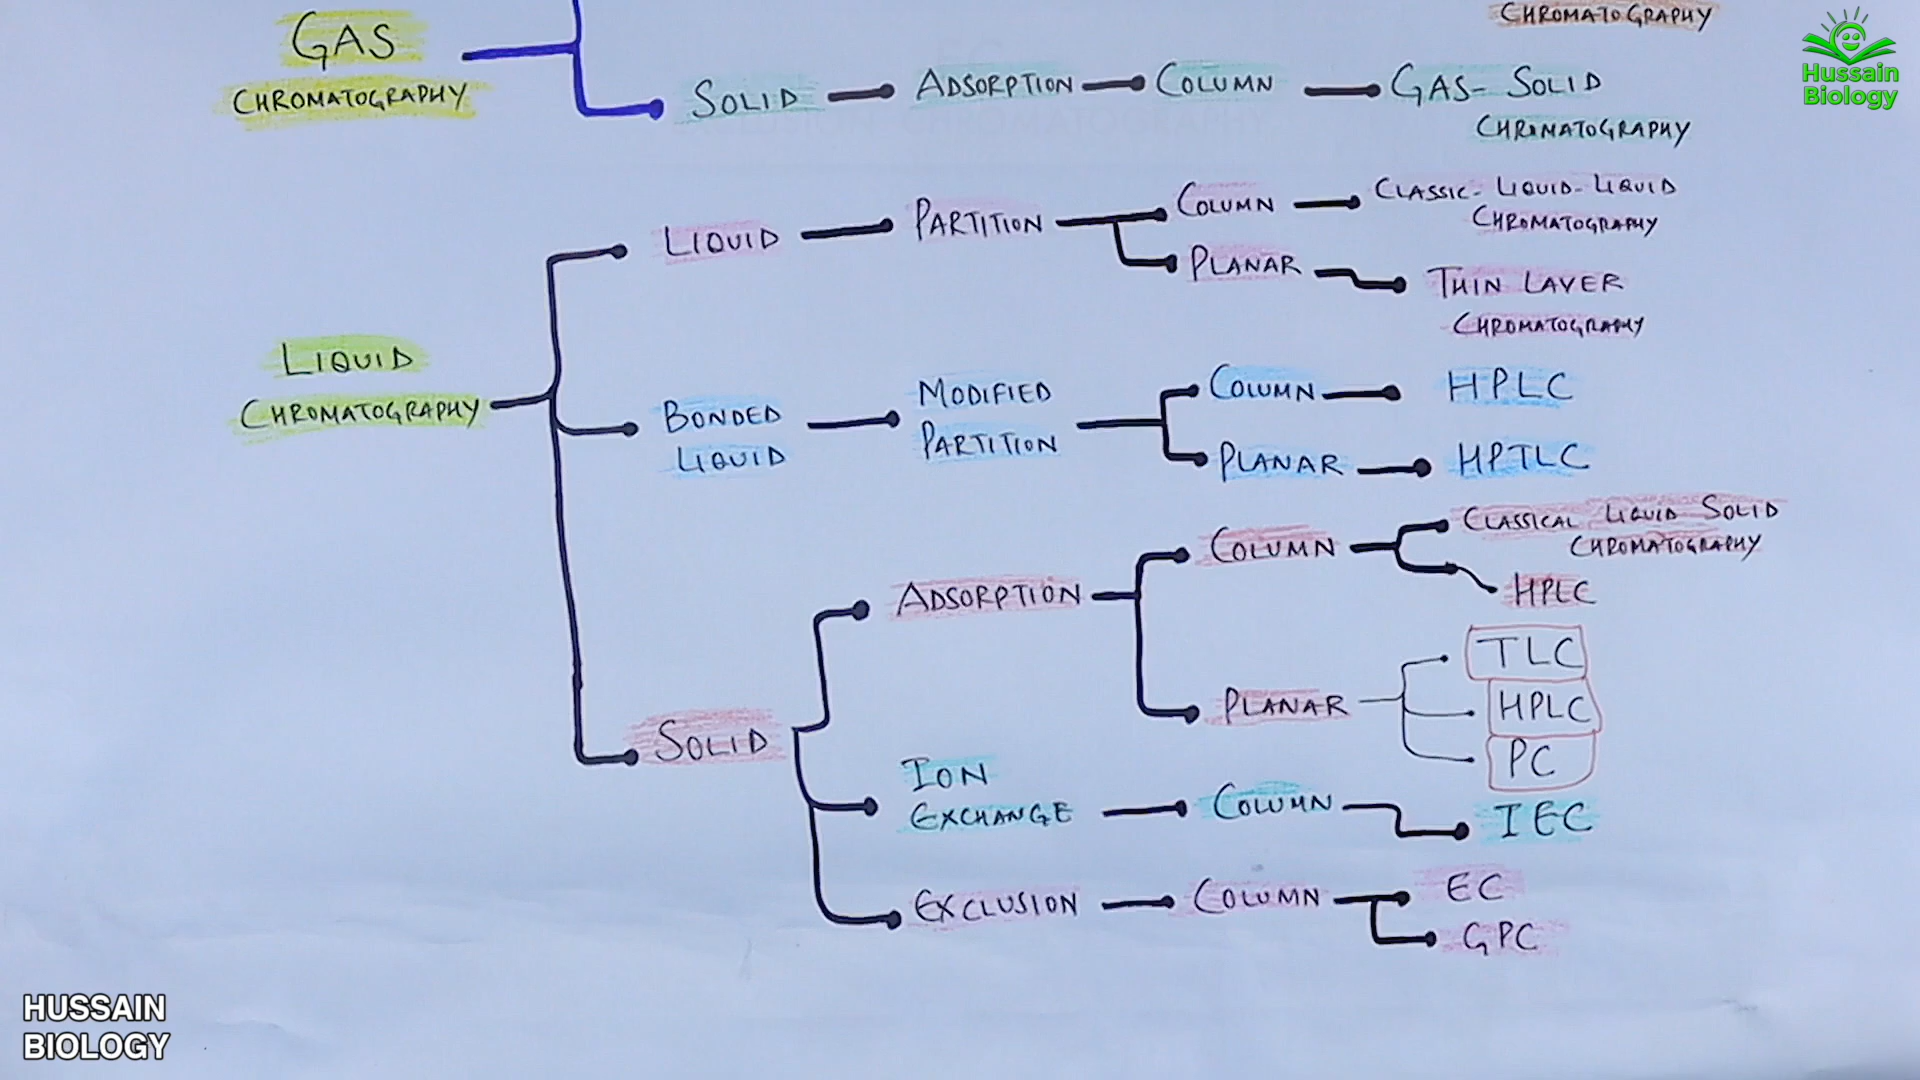 CHROMATOGRAPHY
GAS
CHROMATOGRAPHY
SOLID
ADSORPTION
COLUMN
GAS- SOLID
CHROMATOGRAPHY
Hussain
Biology
LIQUID
PARTITION
COLUMN
CLASSIC- LIQUID- LIQUID
CHROMATOGRAPHY
PLANAR
THIN LAYER
CHROMATOGRAPHY
LIQUID
CHROMATOGRAPHY
BONDED
LIQUID
MODIFIED
PARTITION
COLUMN
HPLC
PLANAR
HPTLC
SOLID
ADSORPTION
COLUMN
CLASSICAL LIQUID SOLID
CHROMATOGRAPHY
HPLC
PLANAR
TLC
HPLC
PC
ION
EXCHANGE
COLUMN
IEC
EXCLUSION
COLUMN
EC
GPC
HUSSAIN
BIOLOGY